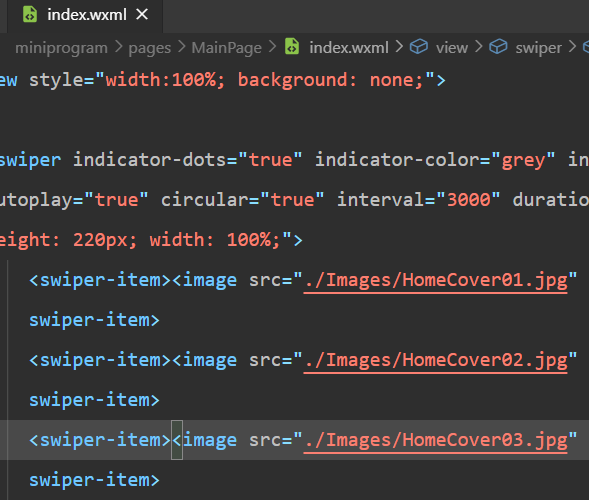 index.wxml
miniprogram > pages > MainPage > index.wxml > view > swiper >
ew style="width:100%; background: none;">
swiper indicator-dots="true" indicator-color="grey" in
utoplay="true" circular="true" interval="3000" duratio
eight: 220px; width: 100%;">
<swiper-item><image src="./Images/HomeCover01.jpg"
swiper-item>
<swiper-item><image src="./Images/HomeCover02.jpg"
swiper-item>
<swiper-item><image src="./Images/HomeCover03.jpg"
swiper-item>